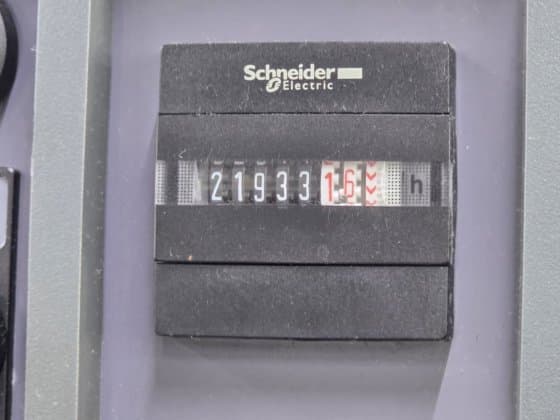 Schneider
Electric
2193316 h